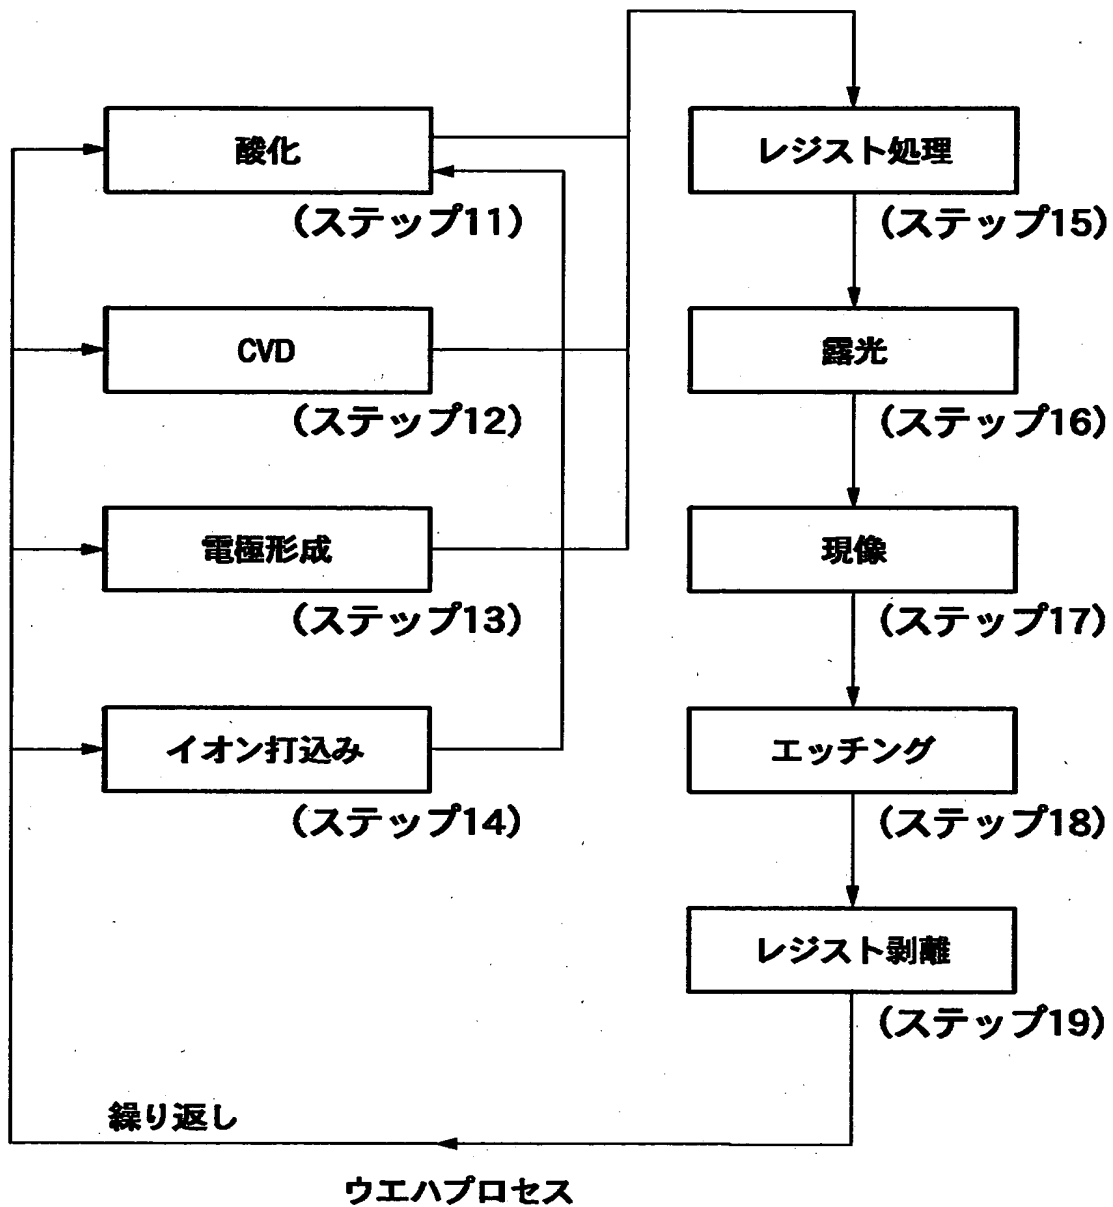 酸化
(ステップ11)
CVD
(ステップ12)
電極形成
(ステップ13)
イオン打込み
(ステップ14)
レジスト処理
(ステップ15)
露光
(ステップ16)
現像
(ステップ17)
エッチング
(ステップ18)
レジスト剥離
(ステップ19)
繰り返し
ウエハプロセス